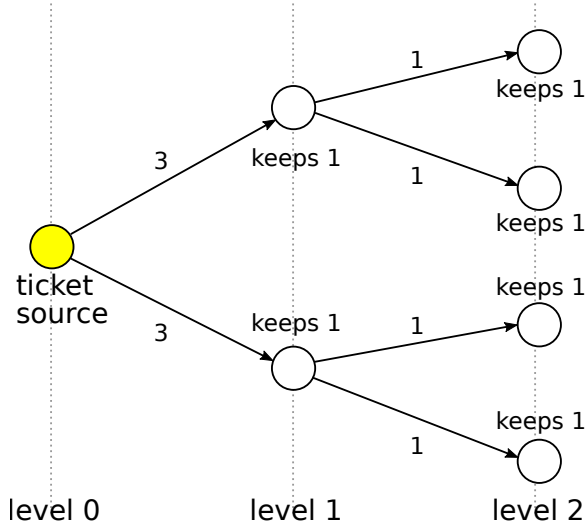 1
keeps 1
3
keeps 1
1
keeps 1
ticket
source
keeps 1
keeps 1
1
3
keeps 1
1
level 0
level 1
level 2